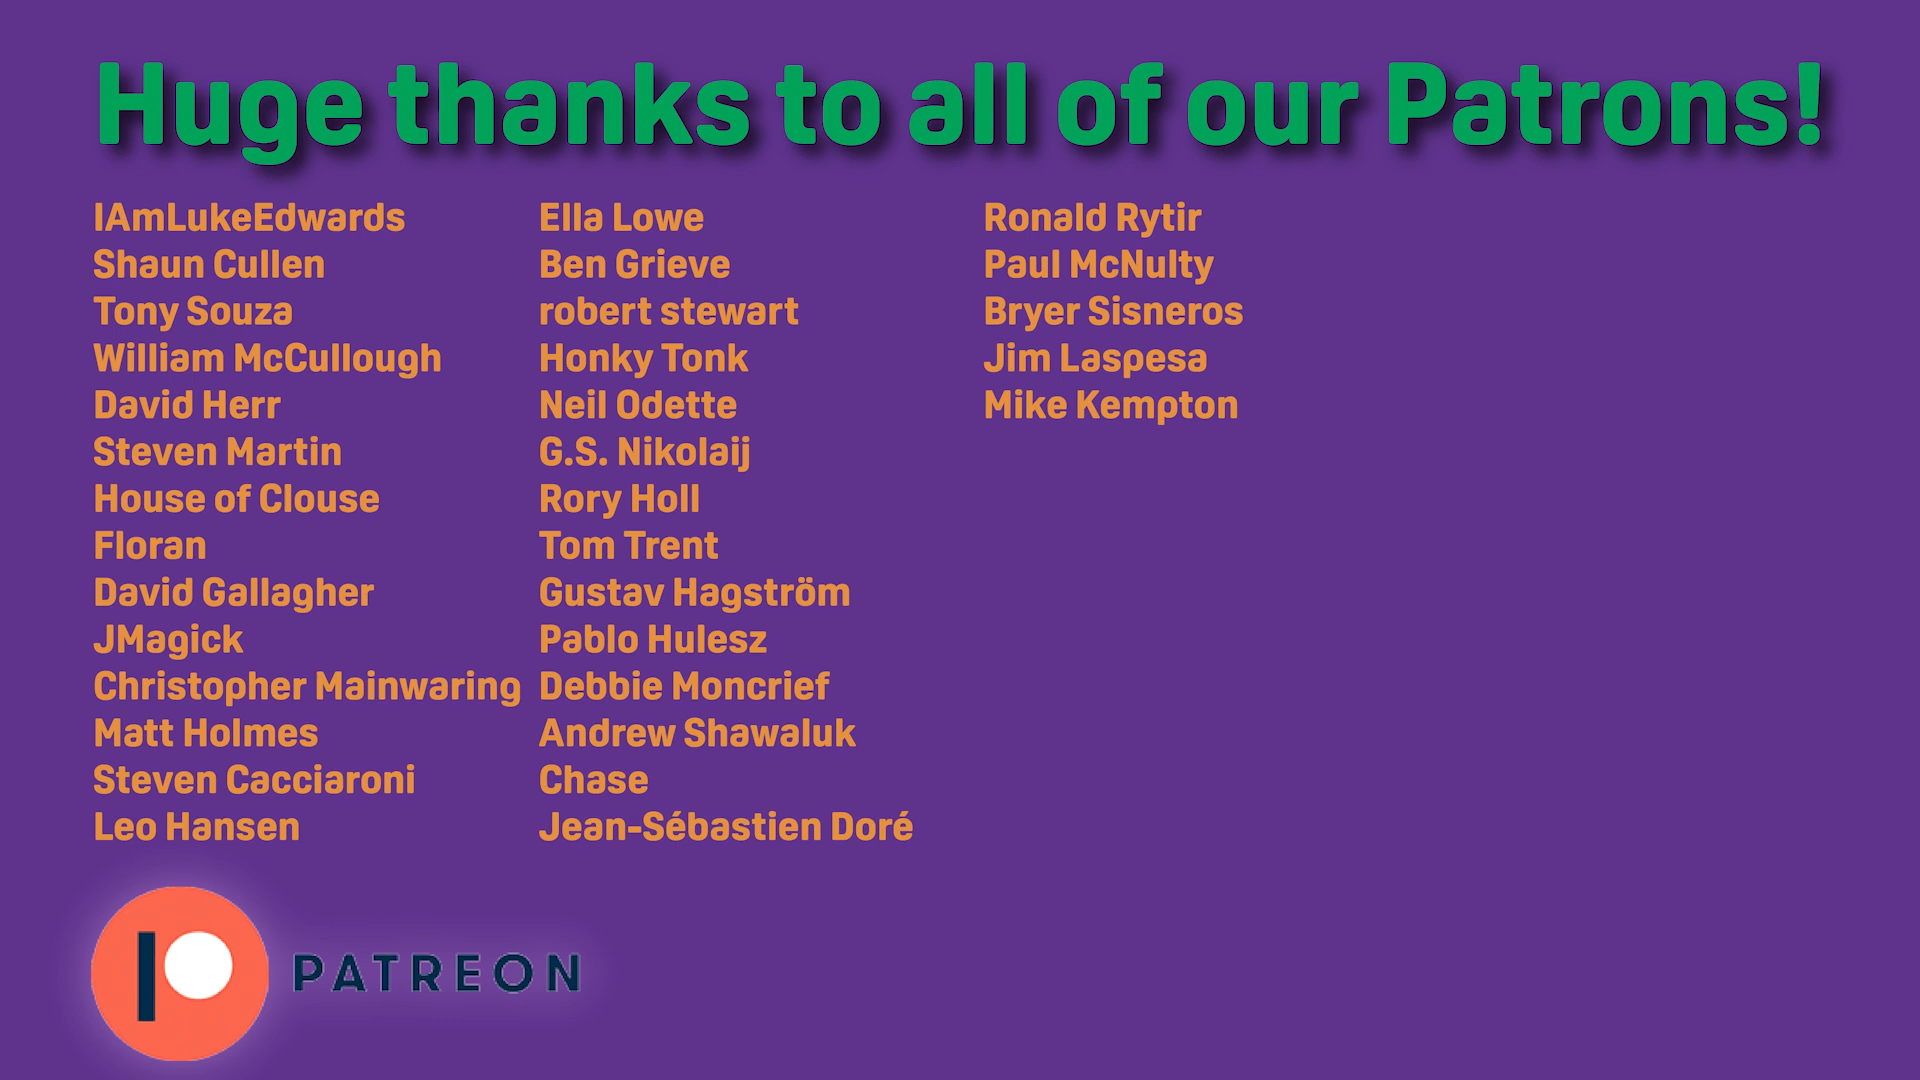 Huge thanks to all of our Patrons!
IAmLukeEdwards
Shaun Cullen
Tony Souza
William McCullough
David Herr
Steven Martin
House of Clouse
Floran
David Gallagher
JMagick
Christopher Mainwaring
Matt Holmes
Steven Cacciaroni
Leo Hansen
Ella Lowe
Ben Grieve
robert stewart
Honky Tonk
Neil Odette
G.S. Nikolaij
Rory Holl
Tom Trent
Gustav Hagström
Pablo Hulesz
Debbie Moncrief
Andrew Shawaluk
Chase
Jean-Sébastien Doré
Ronald Rytir
Paul McNulty
Bryer Sisneros
Jim Laspesa
Mike Kempton
PATREON